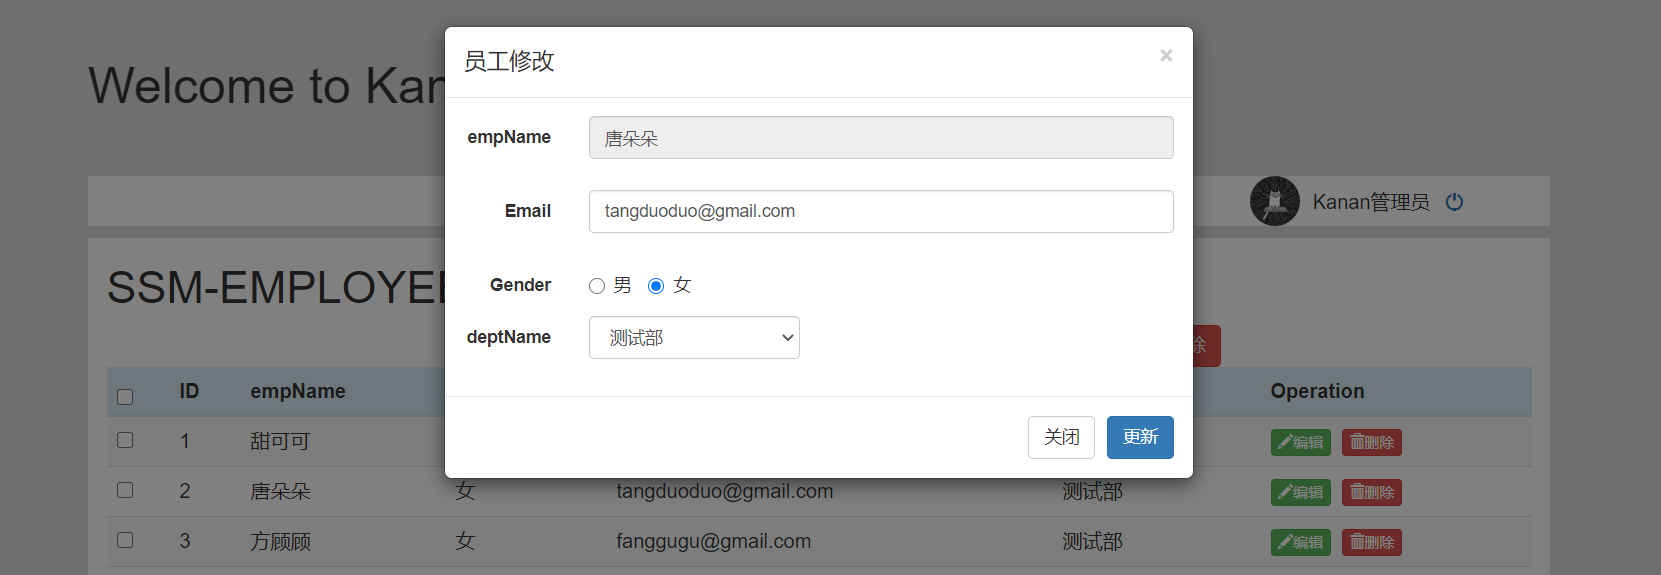 员工修改 ×
Welcome to Kan
empName 唐朵朵
Email tangduoduo@gmail.com
Kanan管理员
SSM-EMPLOYEE
Gender 男 女
deptName 测试部
除
ID empName Operation
关闭 更新
1 甜可可 编辑 删除
2 唐朵朵 女 tangduoduo@gmail.com 测试部 编辑 删除
3 方顾顾 女 fanggugu@gmail.com 测试部 编辑 删除